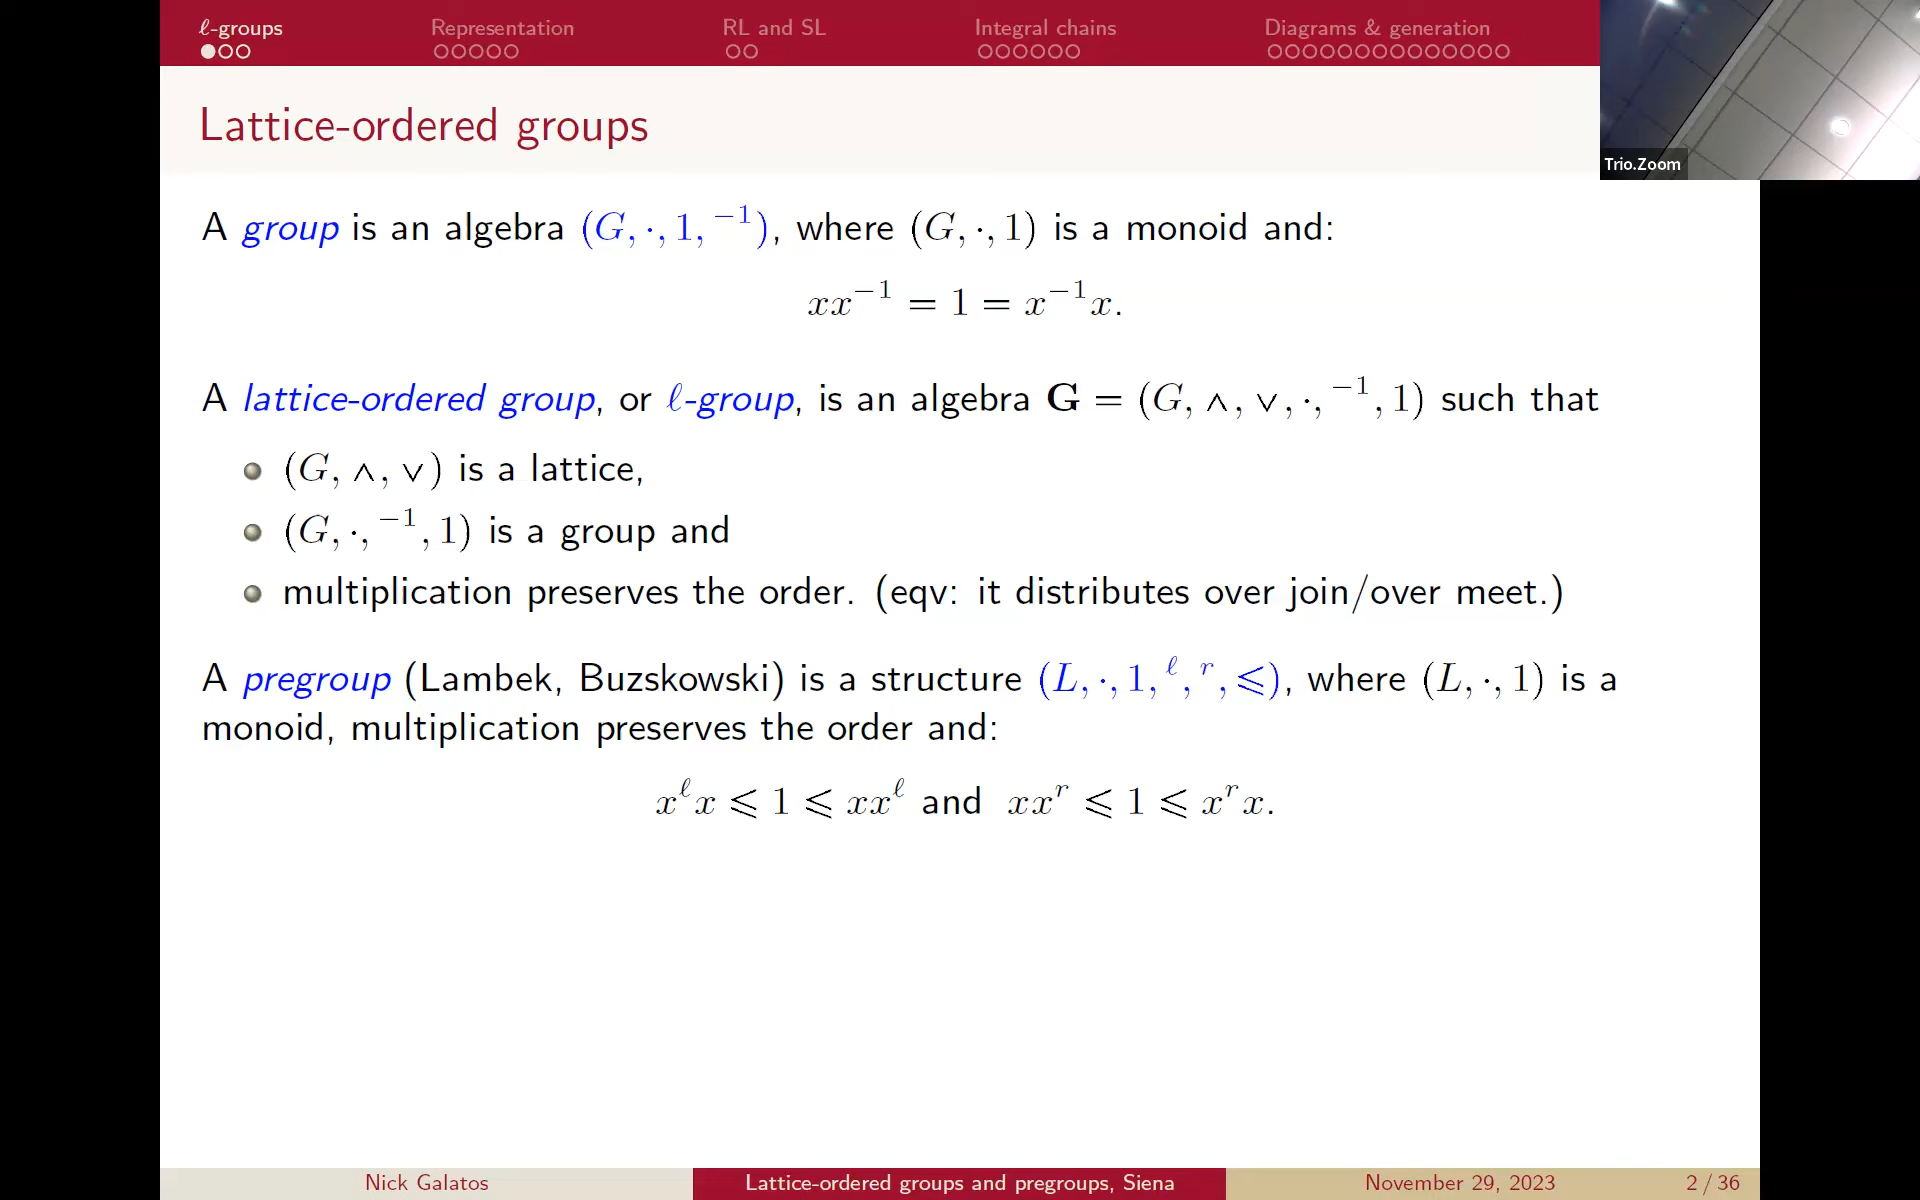 ℓ-groups Representation RL and SL Integral chains Diagrams & generation
Trio.Zoom
Lattice-ordered groups
A group is an algebra (G, ·, 1, ⁻¹), where (G, ·, 1) is a monoid and:
xx⁻¹ = 1 = x⁻¹x.
A lattice-ordered group, or ℓ-group, is an algebra G = (G, ∧, ∨, ·, ⁻¹, 1) such that
(G, ∧, ∨) is a lattice,
(G, ·, ⁻¹, 1) is a group and
multiplication preserves the order. (eqv: it distributes over join/over meet.)
A pregroup (Lambek, Buzskowski) is a structure (L, ·, 1, ^ℓ, ^r, ⩽), where (L, ·, 1) is a
monoid, multiplication preserves the order and:
x^ℓ x ⩽ 1 ⩽ xx^ℓ and xx^r ⩽ 1 ⩽ x^r x.
Nick Galatos Lattice-ordered groups and pregroups, Siena November 29, 2023 2 / 36